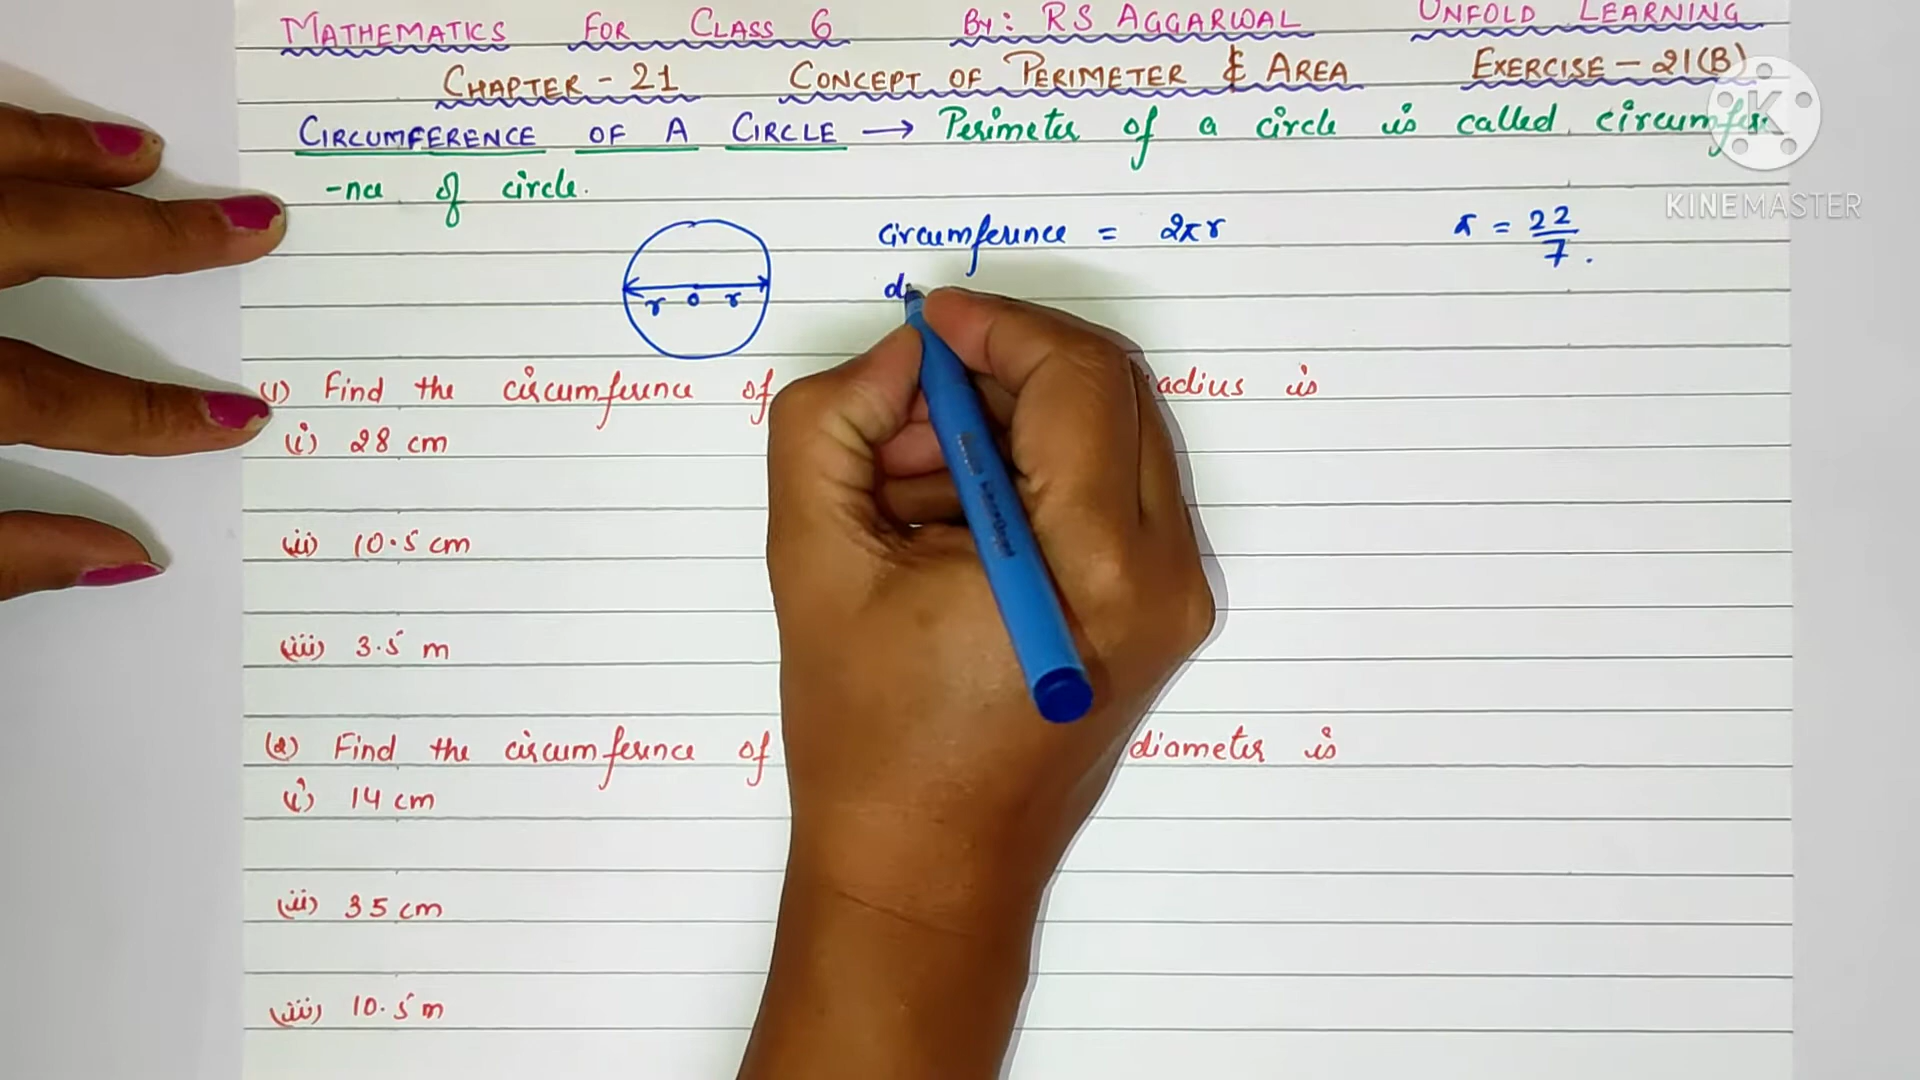 MATHEMATICS FOR CLASS 6 BY: RS AGGARWAL UNFOLD LEARNING
CHAPTER - 21 CONCEPT OF PERIMETER & AREA EXERCISE - 21(B)
CIRCUMFERENCE OF A CIRCLE → Perimeter of a circle is called circumfere
-nce of circle.
circumference = 2πr π = 22/7.
r o r
(1) Find the circumference of radius is
(i) 28 cm
(ii) 10.5 cm
(iii) 3.5 m
(2) Find the circumference of diameter is
(i) 14 cm
(ii) 35 cm
(iii) 10.5 m
K
KINEMASTER